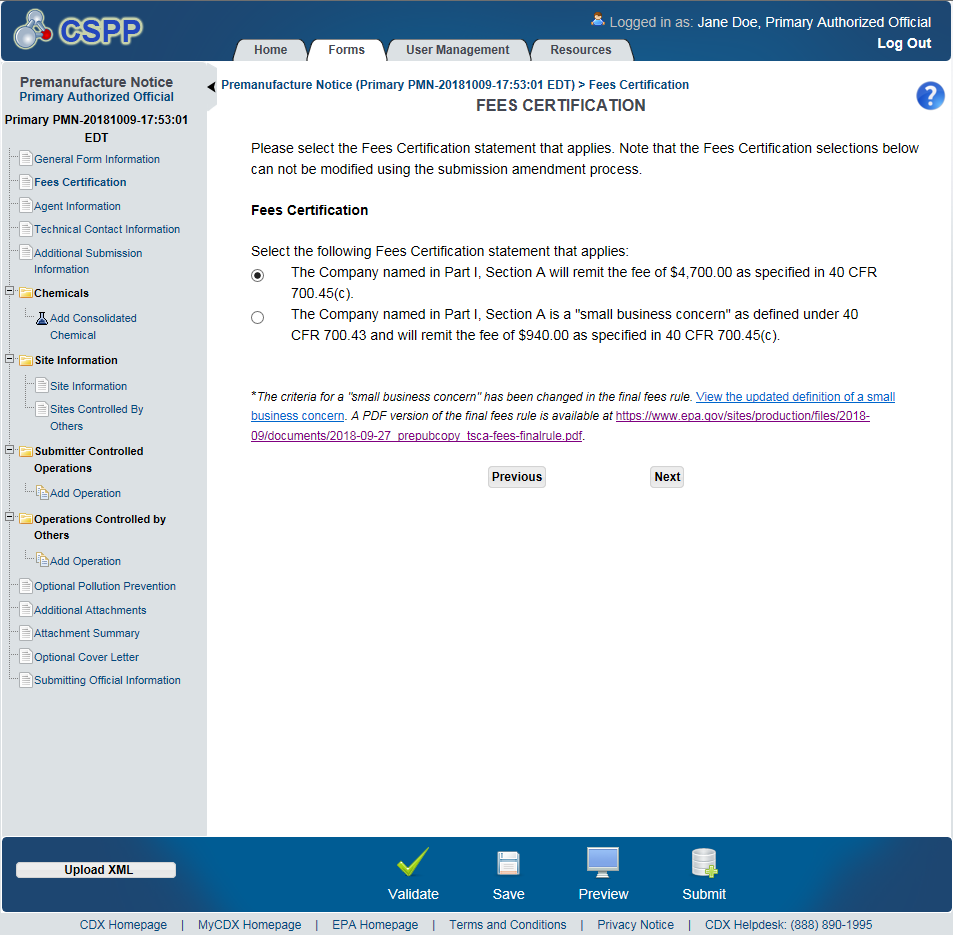 CSPP
Logged in as: Jane Doe, Primary Authorized Official
Log Out
Home
Forms
User Management
Resources
Premanufacture Notice
Primary Authorized Official
Primary PMN-20181009-17:53:01
EDT
General Form Information
Fees Certification
Agent Information
Technical Contact Information
Additional Submission
Information
Chemicals
Add Consolidated
Chemical
Site Information
Site Information
Sites Controlled By
Others
Submitter Controlled
Operations
Add Operation
Operations Controlled by
Others
Add Operation
Optional Pollution Prevention
Additional Attachments
Attachment Summary
Optional Cover Letter
Submitting Official Information
Premanufacture Notice (Primary PMN-20181009-17:53:01 EDT) > Fees Certification
FEES CERTIFICATION
?
Please select the Fees Certification statement that applies. Note that the Fees Certification selections below
can not be modified using the submission amendment process.
Fees Certification
Select the following Fees Certification statement that applies:
The Company named in Part I, Section A will remit the fee of $4,700.00 as specified in 40 CFR
700.45(c).
The Company named in Part I, Section A is a "small business concern" as defined under 40
CFR 700.43 and will remit the fee of $940.00 as specified in 40 CFR 700.45(c).
*The criteria for a "small business concern" has been changed in the final fees rule. View the updated definition of a small
business concern. A PDF version of the final fees rule is available at https://www.epa.gov/sites/production/files/2018-
09/documents/2018-09-27_prepubcopy_tsca-fees-finalrule.pdf.
Previous
Next
Upload XML
Validate
Save
Preview
Submit
CDX Homepage | MyCDX Homepage | EPA Homepage | Terms and Conditions | Privacy Notice | CDX Helpdesk: (888) 890-1995